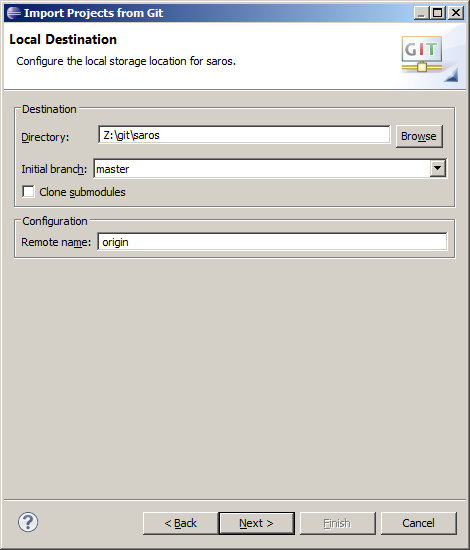 Import Projects from Git
Local Destination
Configure the local storage location for saros.
GIT
Destination
Directory: Z:\git\saros Browse
Initial branch: master
Clone submodules
Configuration
Remote name: origin
? < Back Next > Finish Cancel